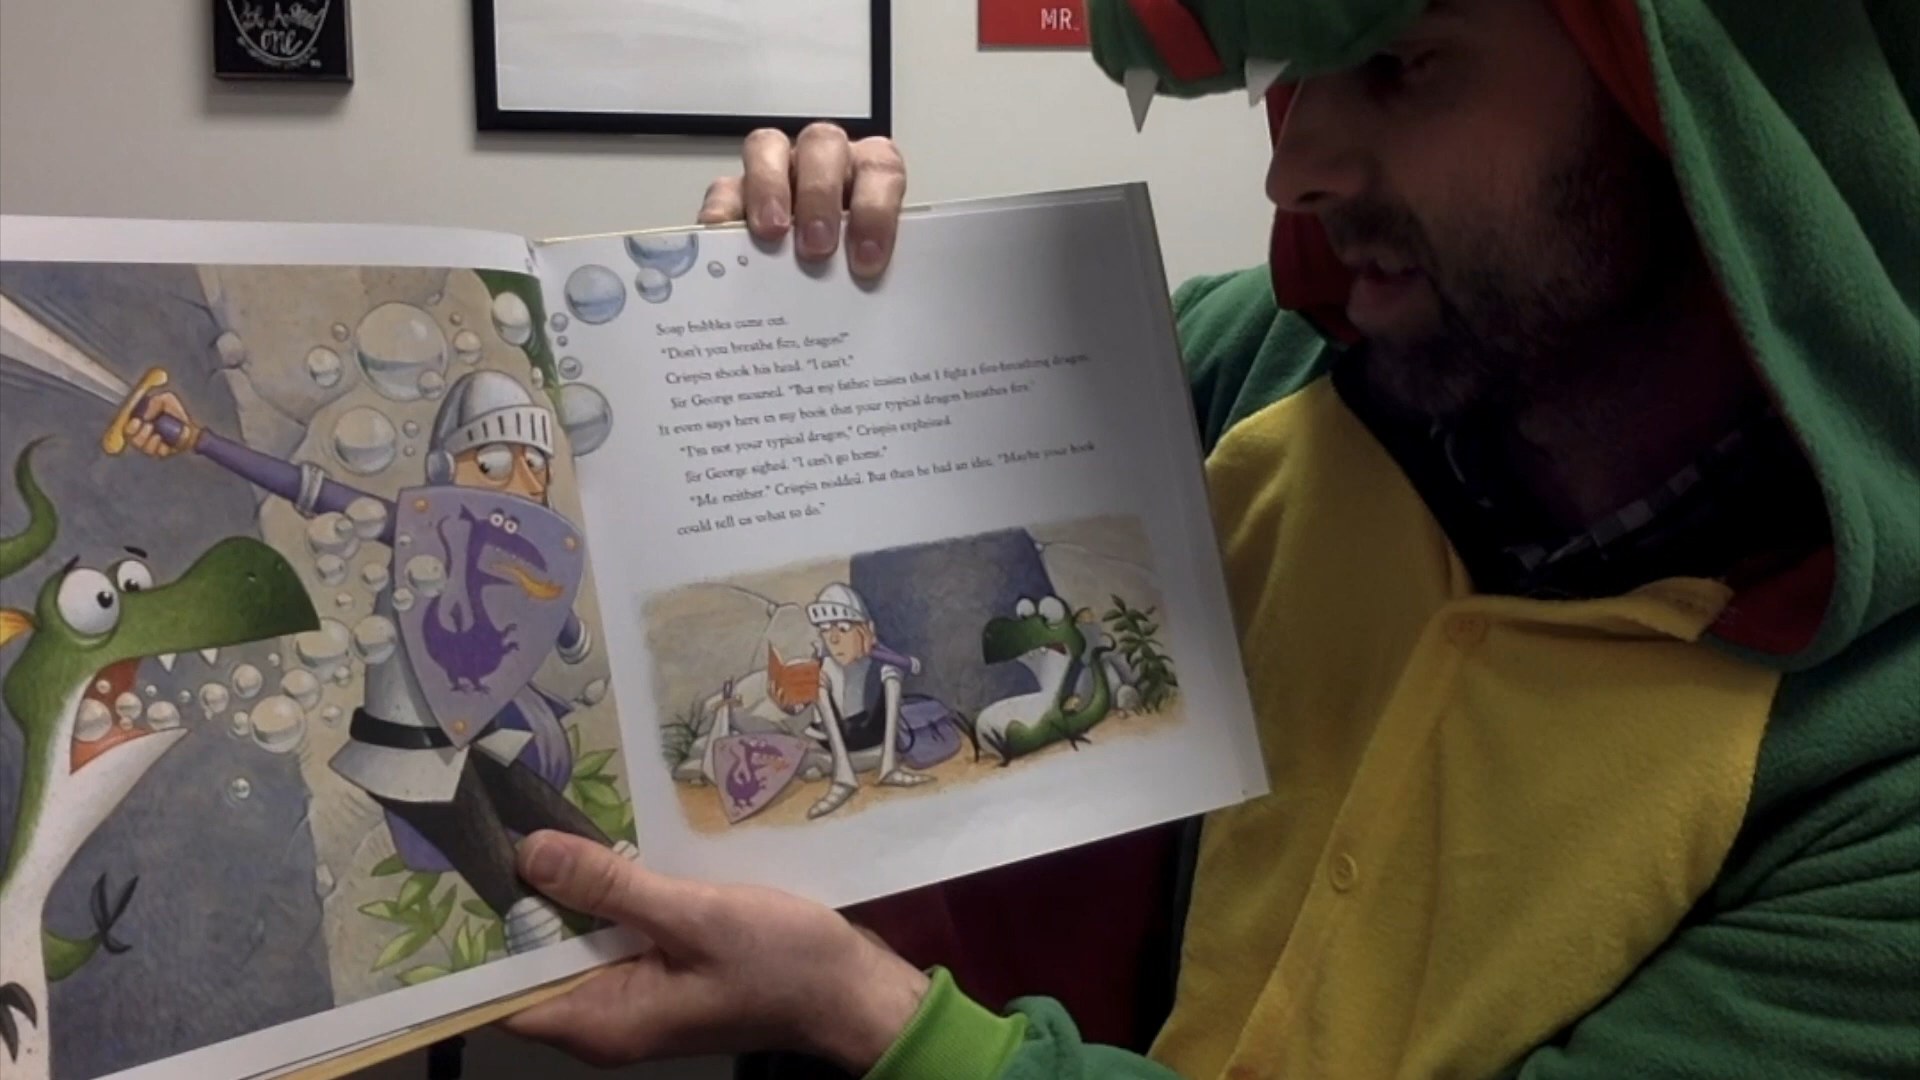 be A
one
MR.
Soap bubbles came out.
"Don't you breathe fire, dragon?"
Crispin shook his head. "I can't."
Sir George moaned. "But my father insists that I fight a fire-breathing dragon.
It even says here in my book that your typical dragon breathes fire."
"I'm not your typical dragon," Crispin explained.
Sir George sighed. "I can't go home."
"Me neither." Crispin nodded. But then he had an idea. "Maybe your book
could tell us what to do."